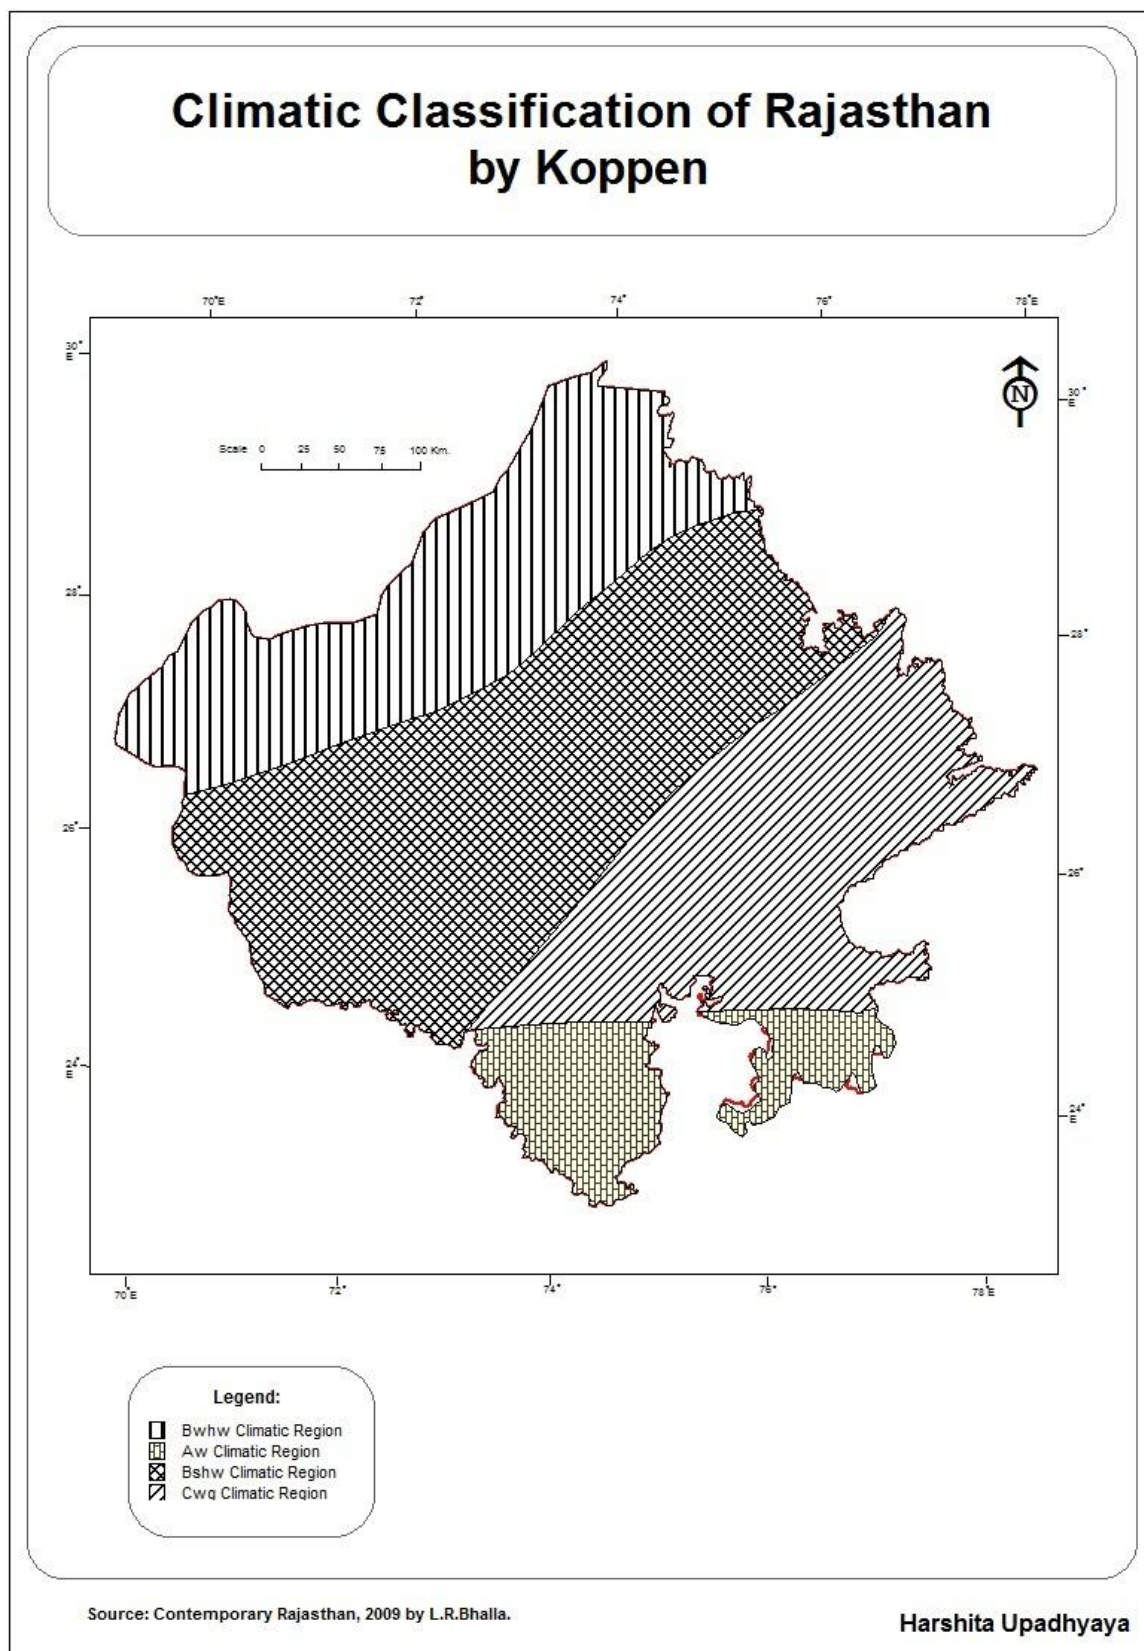 Climatic Classification of Rajasthan
by Koppen
70°E 72° 74° 76° 78°E
30°
E
N
30°
E
Scale 0 25 50 75 100 Km.
28°
28°
26°
26°
24°
E
24°
E
70°E 72° 74° 76° 78°E
Legend:
Bwhw Climatic Region
Aw Climatic Region
Bshw Climatic Region
Cwg Climatic Region
Source: Contemporary Rajasthan, 2009 by L.R.Bhalla.
Harshita Upadhyaya